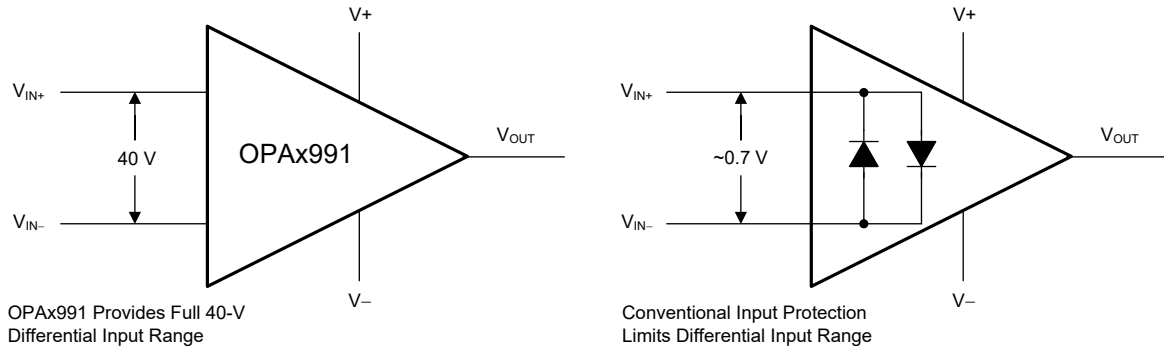 V+
VIN+
40 V
OPAx991
VOUT
VIN–
V–
OPAx991 Provides Full 40-V
Differential Input Range
V+
VIN+
~0.7 V
VOUT
VIN–
V–
Conventional Input Protection
Limits Differential Input Range